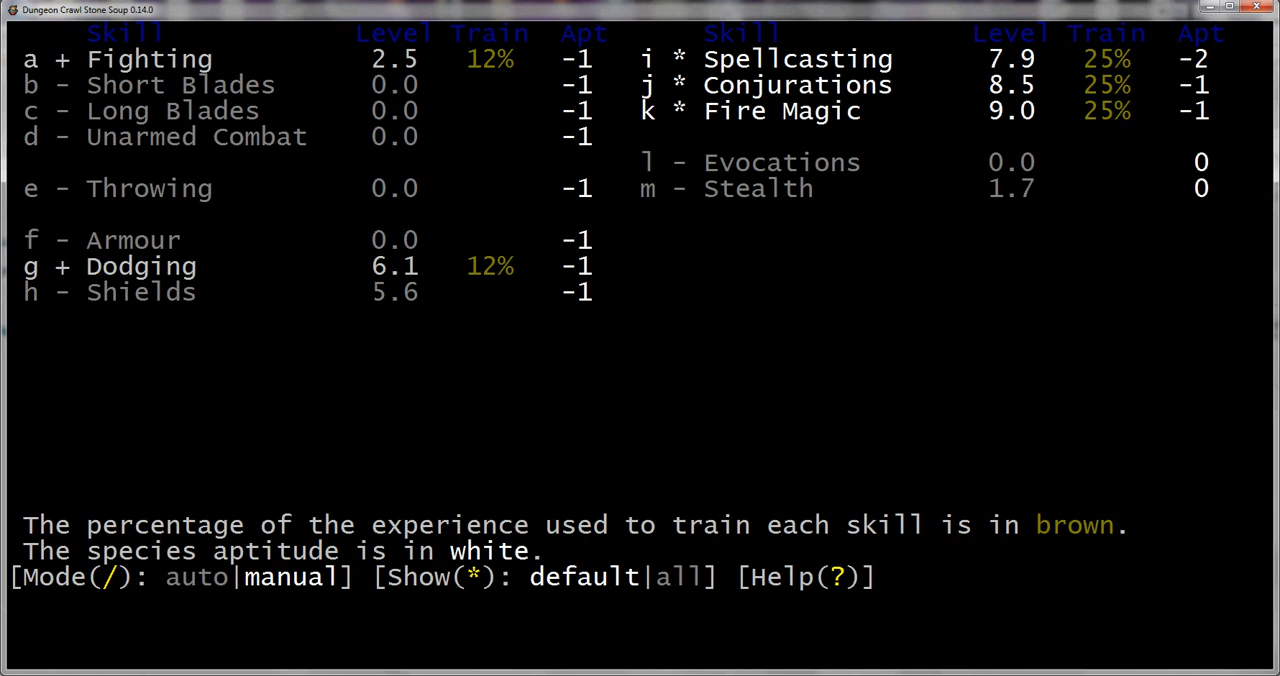 Dungeon Crawl Stone Soup 0.14.0
Skill Level Train Apt Skill Level Train Apt
a + Fighting 2.5 12% -1 i * Spellcasting 7.9 25% -2
b - Short Blades 0.0 -1 j * Conjurations 8.5 25% -1
c - Long Blades 0.0 -1 k * Fire Magic 9.0 25% -1
d - Unarmed Combat 0.0 -1
l - Evocations 0.0 0
e - Throwing 0.0 -1 m - Stealth 1.7 0
f - Armour 0.0 -1
g + Dodging 6.1 12% -1
h - Shields 5.6 -1
The percentage of the experience used to train each skill is in brown.
The species aptitude is in white.
[Mode(/): auto|manual] [Show(*): default|all] [Help(?)]